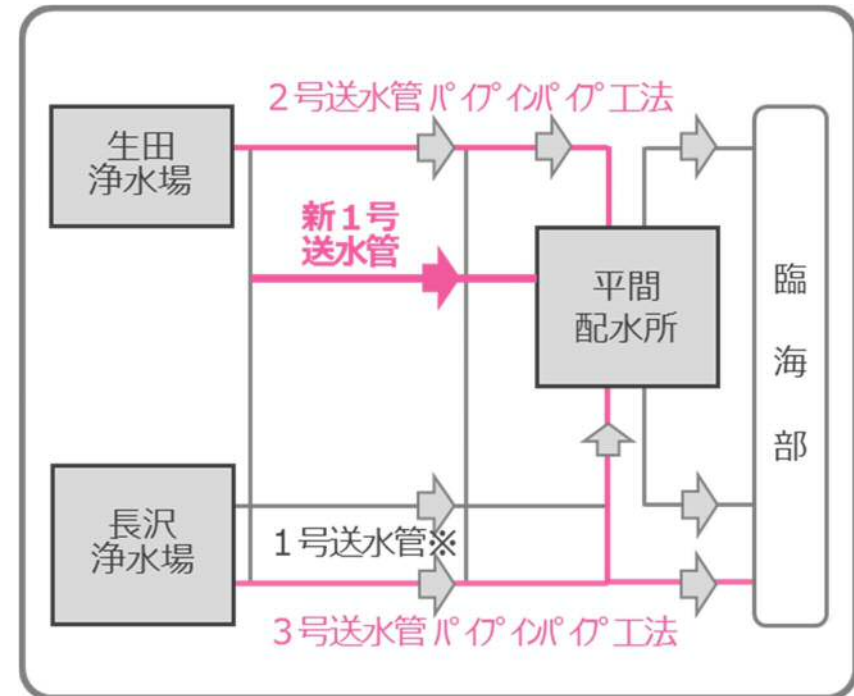 2号送水管ﾊﾟｲﾌﾟｲﾝﾊﾟｲﾌﾟ工法
生田
浄水場
新1号
送水管
平間
配水所
臨海部
長沢
浄水場
1号送水管※
3号送水管ﾊﾟｲﾌﾟｲﾝﾊﾟｲﾌﾟ工法